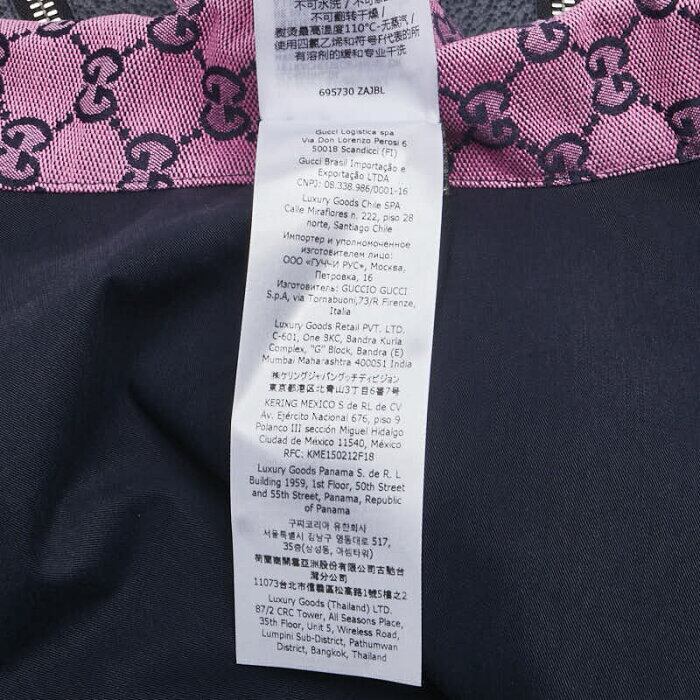 不可水洗 / 不可漂白 /
不可翻转干燥 /
熨烫最高温度110°C-无蒸汽 /
使用四氯乙烯和符号F代表的所
有溶剂的缓和专业干洗
695730 ZAJBL
Gucci Logistica spa
Via Don Lorenzo Perosi 6
50018 Scandicci (FI)
Gucci Brasil Importação e
Exportação LTDA
CNPJ: 08.338.986/0001-16
Luxury Goods Chile SPA
Calle Miraflores n. 222, piso 28
norte, Santiago Chile
Импортер и уполномоченное
изготовителем лицо:
ООО «ГУЧЧИ РУС», Москва,
Петровка, 16
Изготовитель: GUCCIO GUCCI
S.p.A, via Tornabuoni,73/R Firenze,
Italia
Luxury Goods Retail PVT. LTD.
C-601, One BKC, Bandra Kurla
Complex, "G" Block, Bandra (E)
Mumbai Maharashtra 400051 India
㈱ケリングジャパングッチディビジョン
東京都港区北青山3丁目6番7号
KERING MEXICO S de RL de CV
Av. Ejército Nacional 676, piso 9
Polanco III sección Miguel Hidalgo
Ciudad de México 11540, México
RFC: KME150212F18
Luxury Goods Panama S. de R. L
Building 1959, 1st Floor, 50th Street
and 55th Street, Panama, Republic
of Panama
구찌코리아 유한회사
서울특별시 강남구 영동대로 517,
35층(삼성동, 아셈타워)
荷蘭商開雲亞洲股份有限公司古馳台
灣分公司
11073台北市信義區松高路1號20樓之2
Luxury Goods (Thailand) LTD.
87/2 CRC Tower, All Seasons Place,
35th Floor, Unit 5, Wireless Road,
Lumpini Sub-District, Pathumwan
District, Bangkok, Thailand